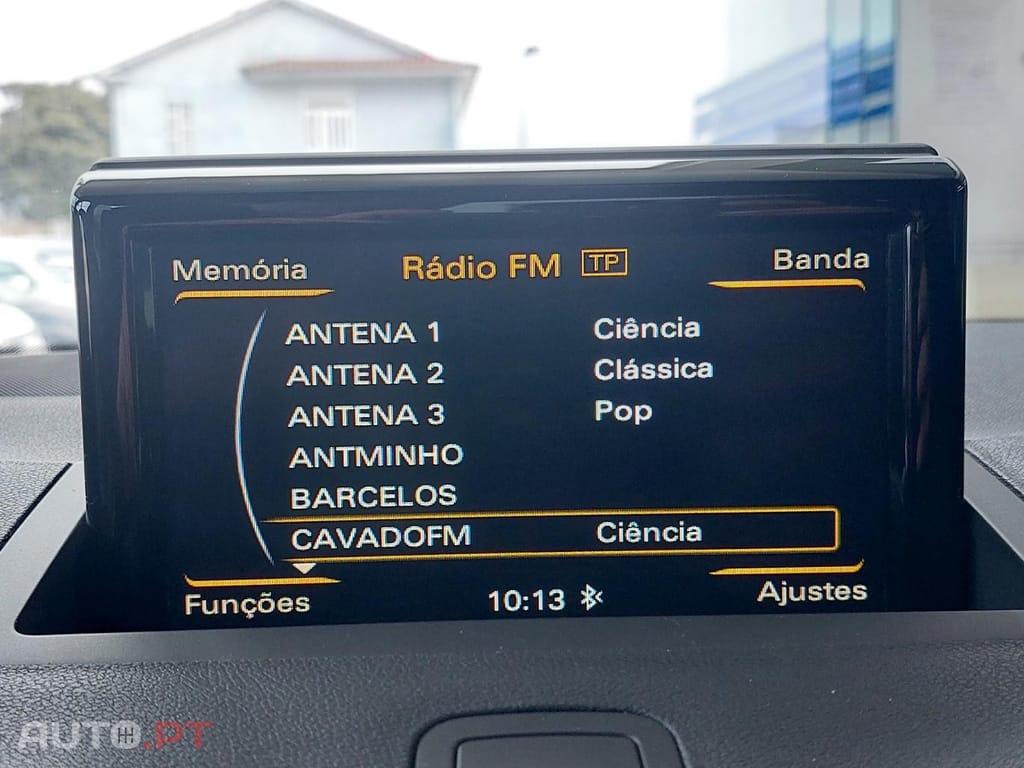 Memória Rádio FM TP Banda
ANTENA 1 Ciência
ANTENA 2 Clássica
ANTENA 3 Pop
ANTMINHO
BARCELOS
CAVADOFM Ciência
Funções 10:13 Ajustes
AUTO.PT